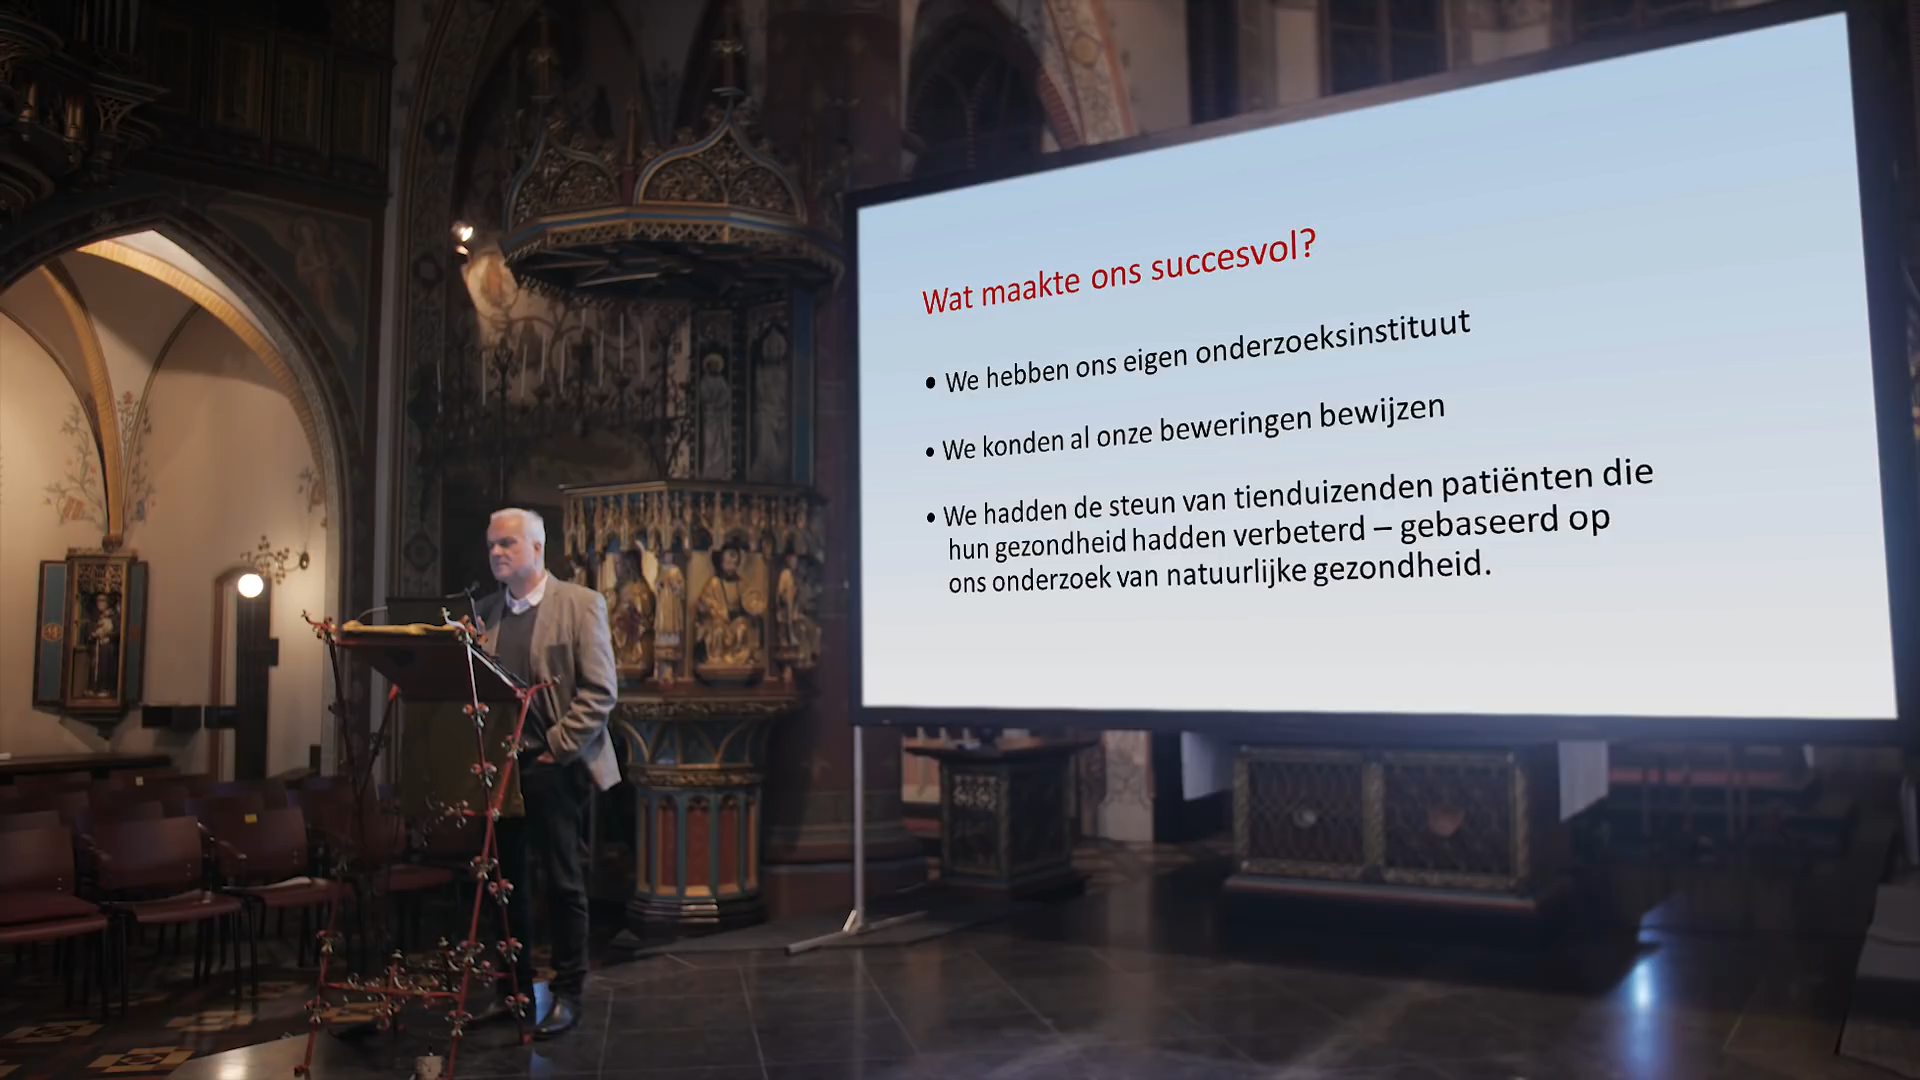 Wat maakte ons succesvol?
• We hebben ons eigen onderzoeksinstituut
• We konden al onze beweringen bewijzen
• We hadden de steun van tienduizenden patiënten die
hun gezondheid hadden verbeterd – gebaseerd op
ons onderzoek van natuurlijke gezondheid.